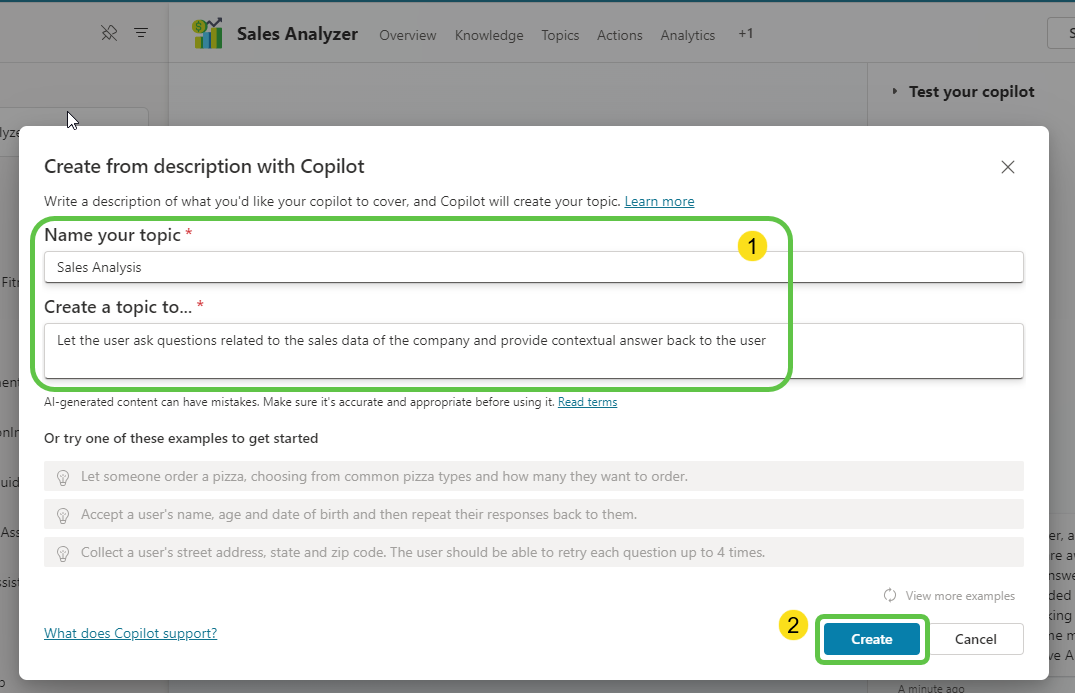 Sales Analyzer Overview Knowledge Topics Actions Analytics +1
Test your copilot
Create from description with Copilot
Write a description of what you'd like your copilot to cover, and Copilot will create your topic. Learn more
Name your topic *
1
Sales Analysis
Create a topic to... *
Let the user ask questions related to the sales data of the company and provide contextual answer back to the user
AI-generated content can have mistakes. Make sure it's accurate and appropriate before using it. Read terms
Or try one of these examples to get started
Let someone order a pizza, choosing from common pizza types and how many they want to order.
Accept a user's name, age and date of birth and then repeat their responses back to them.
Collect a user's street address, state and zip code. The user should be able to retry each question up to 4 times.
View more examples
What does Copilot support?
2
Create
Cancel
A minute ago